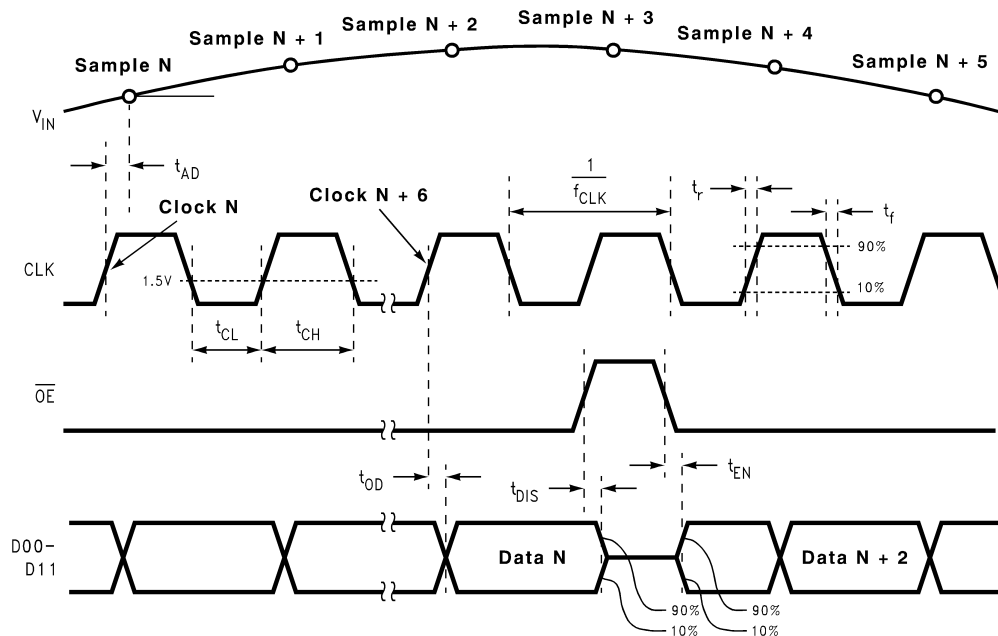 Sample N
Sample N + 1
Sample N + 2
Sample N + 3
Sample N + 4
Sample N + 5
VIN
tAD
Clock N
Clock N + 6
1
fCLK
tr
tf
CLK
1.5V
90%
10%
tCL
tCH
OE
tOD
tDIS
tEN
D00-
D11
Data N
Data N + 2
90%
10%
90%
10%